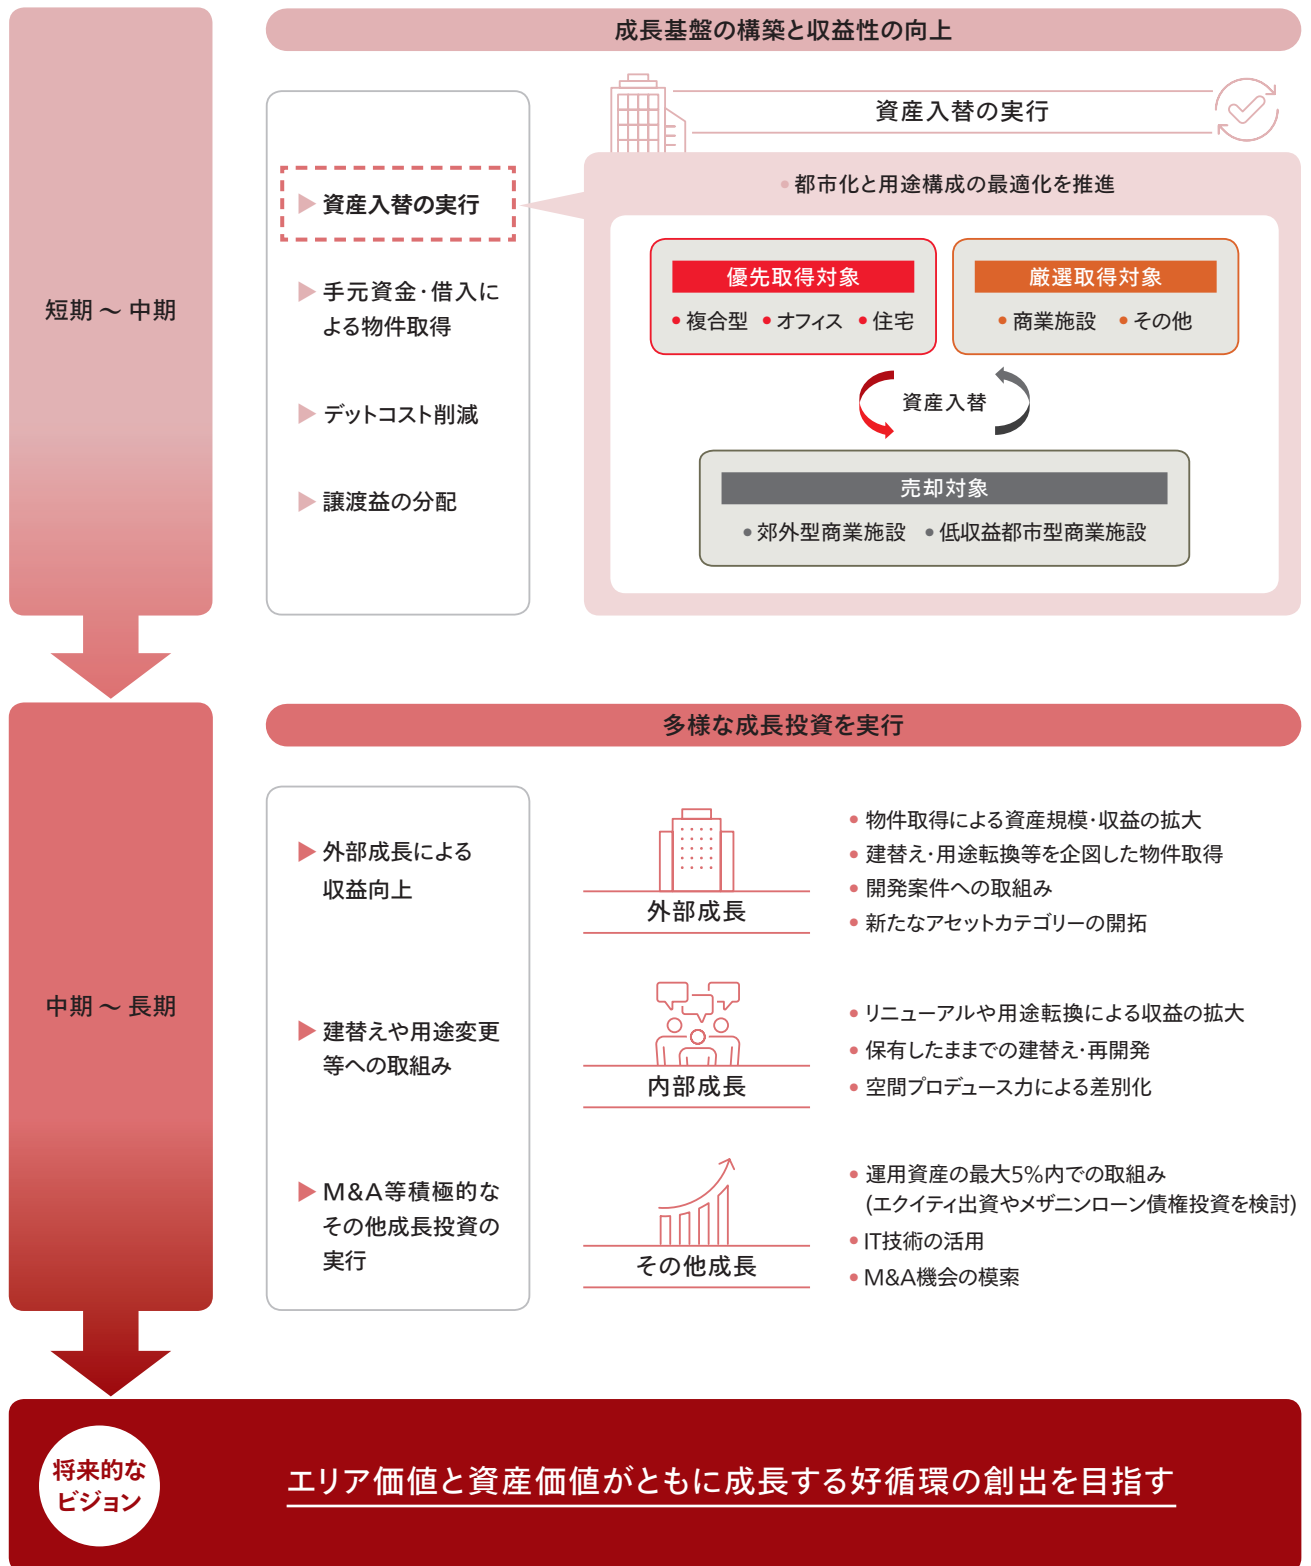 短期～中期
成長基盤の構築と収益性の向上
▶資産入替の実行
▶手元資金･借入に
よる物件取得
▶デットコスト削減
▶譲渡益の分配
資産入替の実行
•都市化と用途構成の最適化を推進
優先取得対象
•複合型 •オフィス •住宅
厳選取得対象
•商業施設 •その他
資産入替
売却対象
•郊外型商業施設 •低収益都市型商業施設
中期～長期
多様な成長投資を実行
▶外部成長による
収益向上
▶建替えや用途変更
等への取組み
▶M&A等積極的な
その他成長投資の
実行
外部成長
•物件取得による資産規模･収益の拡大
•建替え･用途転換等を企図した物件取得
•開発案件への取組み
•新たなアセットカテゴリーの開拓
内部成長
•リニューアルや用途転換による収益の拡大
•保有したままでの建替え･再開発
•空間プロデュース力による差別化
その他成長
•運用資産の最大5%内での取組み
(エクイティ出資やメザニンローン債権投資を検討)
•IT技術の活用
•M&A機会の模索
将来的な
ビジョン
エリア価値と資産価値がともに成長する好循環の創出を目指す